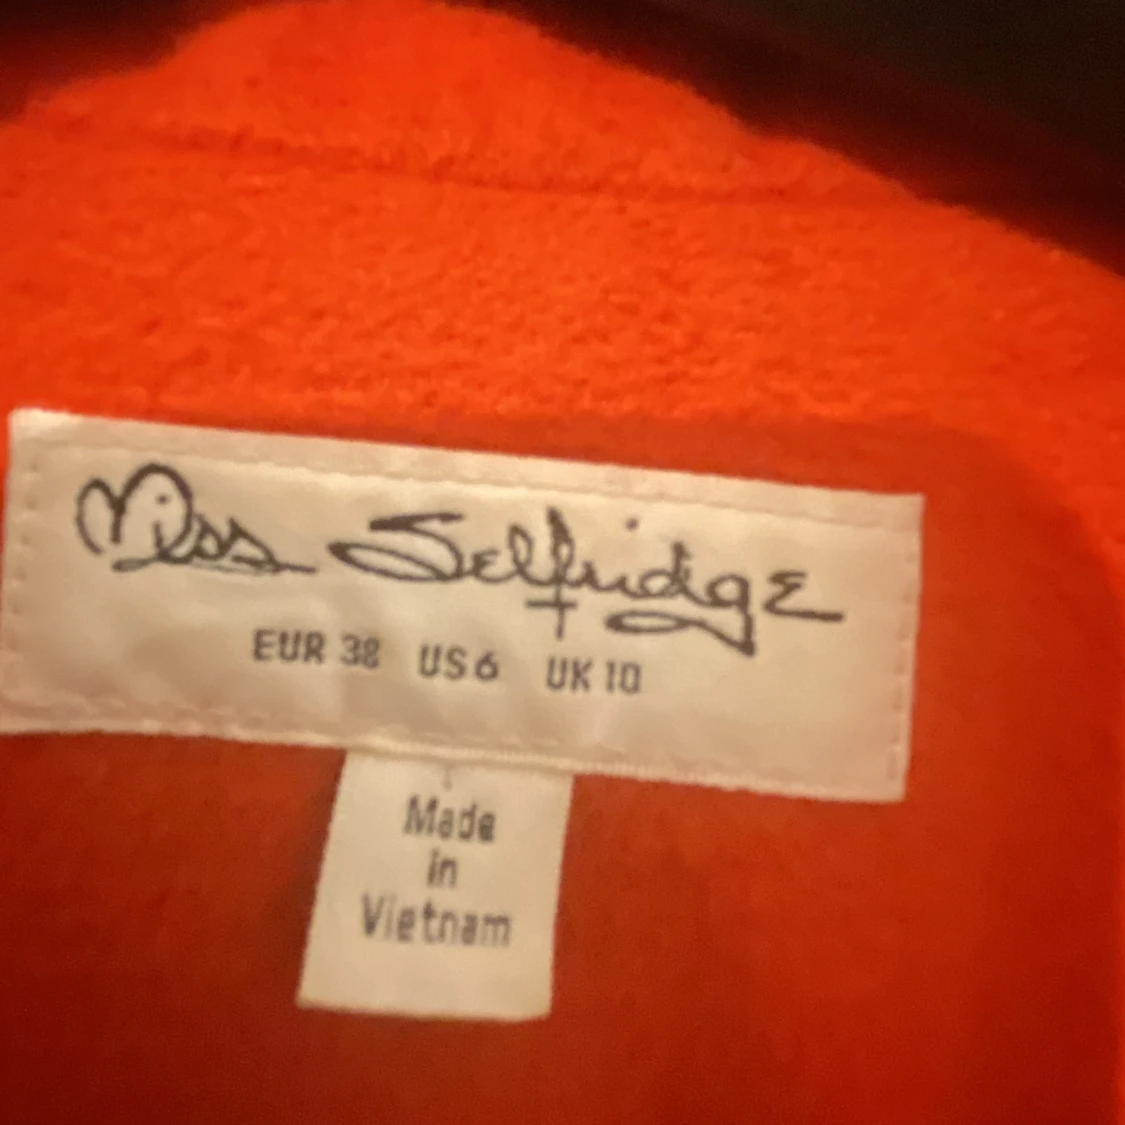 Miss Selfridge
EUR 38 US 6 UK 10
Made
in
Vietnam